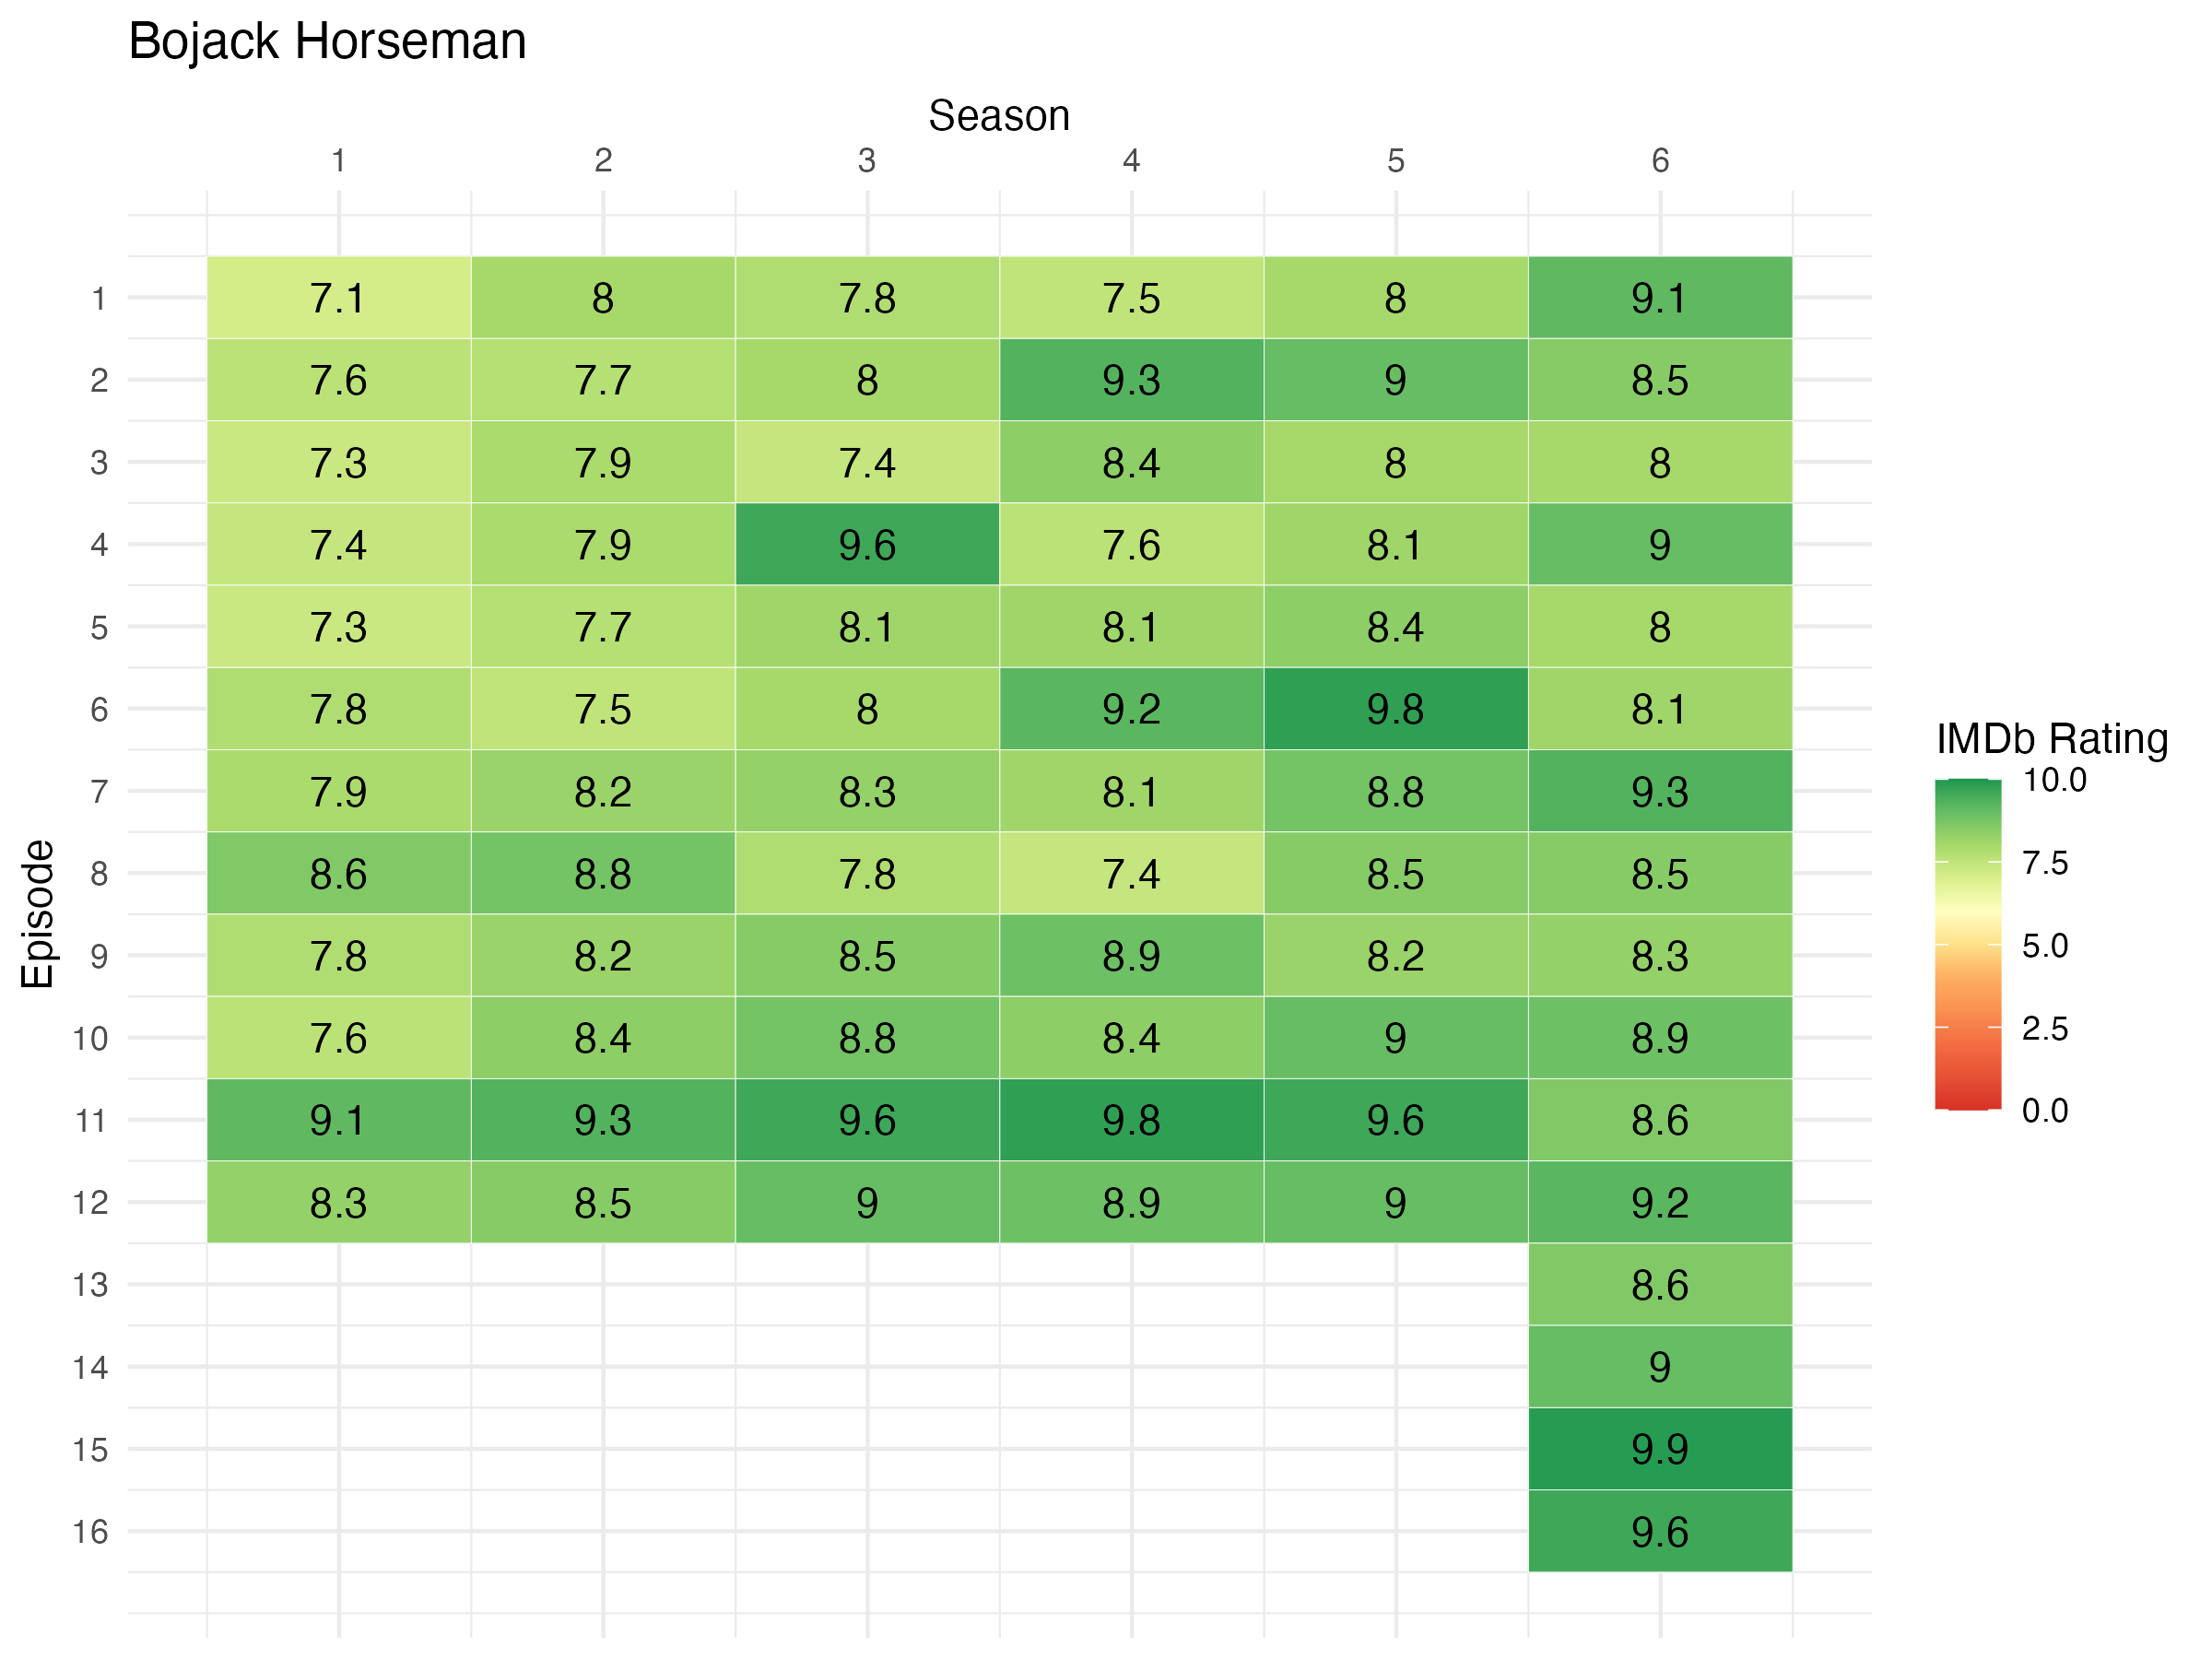 Bojack Horseman
Season
1 2 3 4 5 6
1 7.1 8 7.8 7.5 8 9.1
2 7.6 7.7 8 9.3 9 8.5
3 7.3 7.9 7.4 8.4 8 8
4 7.4 7.9 9.6 7.6 8.1 9
5 7.3 7.7 8.1 8.1 8.4 8
6 7.8 7.5 8 9.2 9.8 8.1
7 7.9 8.2 8.3 8.1 8.8 9.3
8 8.6 8.8 7.8 7.4 8.5 8.5
9 7.8 8.2 8.5 8.9 8.2 8.3
10 7.6 8.4 8.8 8.4 9 8.9
11 9.1 9.3 9.6 9.8 9.6 8.6
12 8.3 8.5 9 8.9 9 9.2
13 8.6
14 9
15 9.9
16 9.6
Episode
IMDb Rating
10.0
7.5
5.0
2.5
0.0